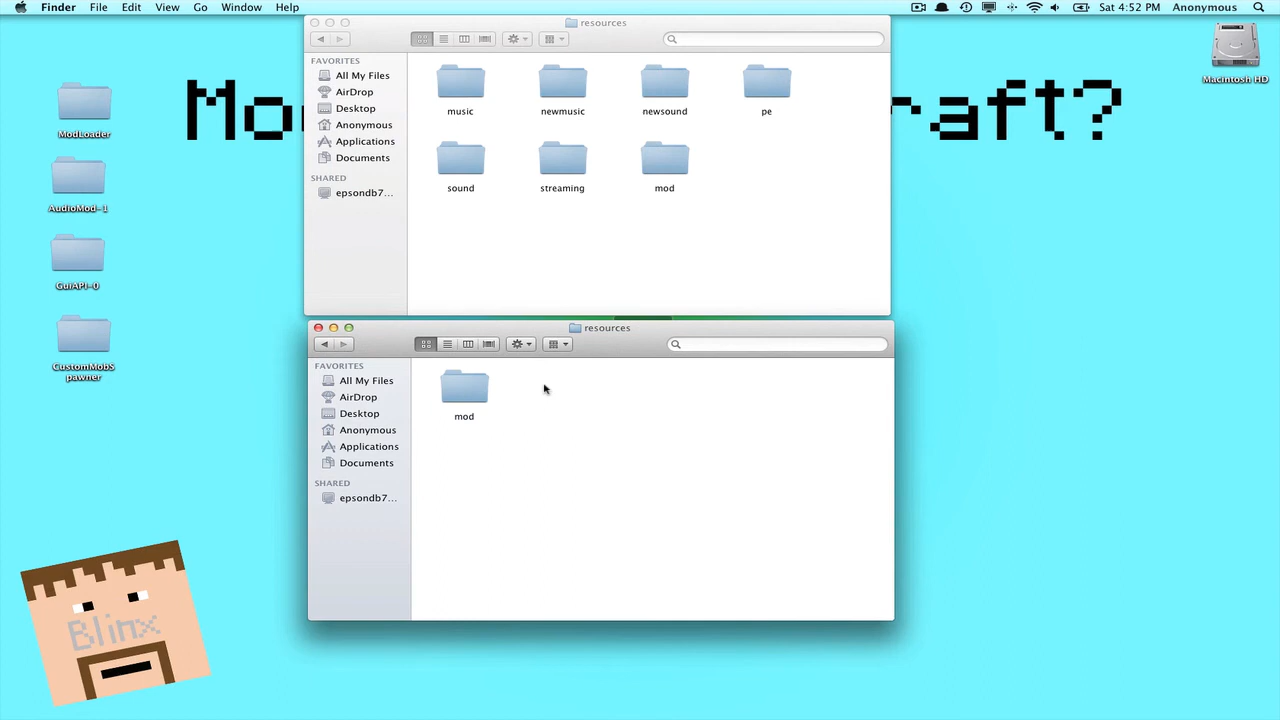 Finder File Edit View Go Window Help Sat 4:52 PM Anonymous
resources
FAVORITES
All My Files
AirDrop
Desktop
Anonymous
Applications
Documents
SHARED
epsondb7...
music newmusic newsound pe
sound streaming mod
Mo raft?
ModLoader
AudioMod-1
GuiAPI-0
CustomMobS
pawner
Macintosh HD
resources
FAVORITES
All My Files
AirDrop
Desktop
Anonymous
Applications
Documents
SHARED
epsondb7...
mod
Blinx